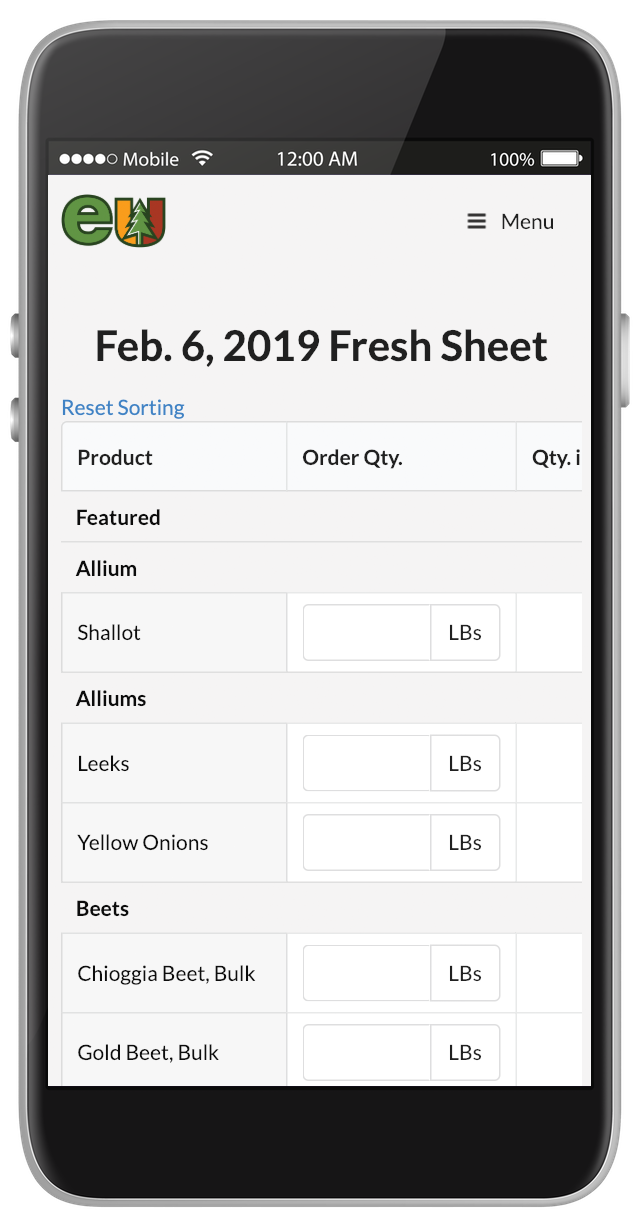 Mobile 12:00 AM 100%
eu Menu
Feb. 6, 2019 Fresh Sheet
Reset Sorting
Product Order Qty. Qty. i
Featured
Allium
Shallot LBs
Alliums
Leeks LBs
Yellow Onions LBs
Beets
Chioggia Beet, Bulk LBs
Gold Beet, Bulk LBs